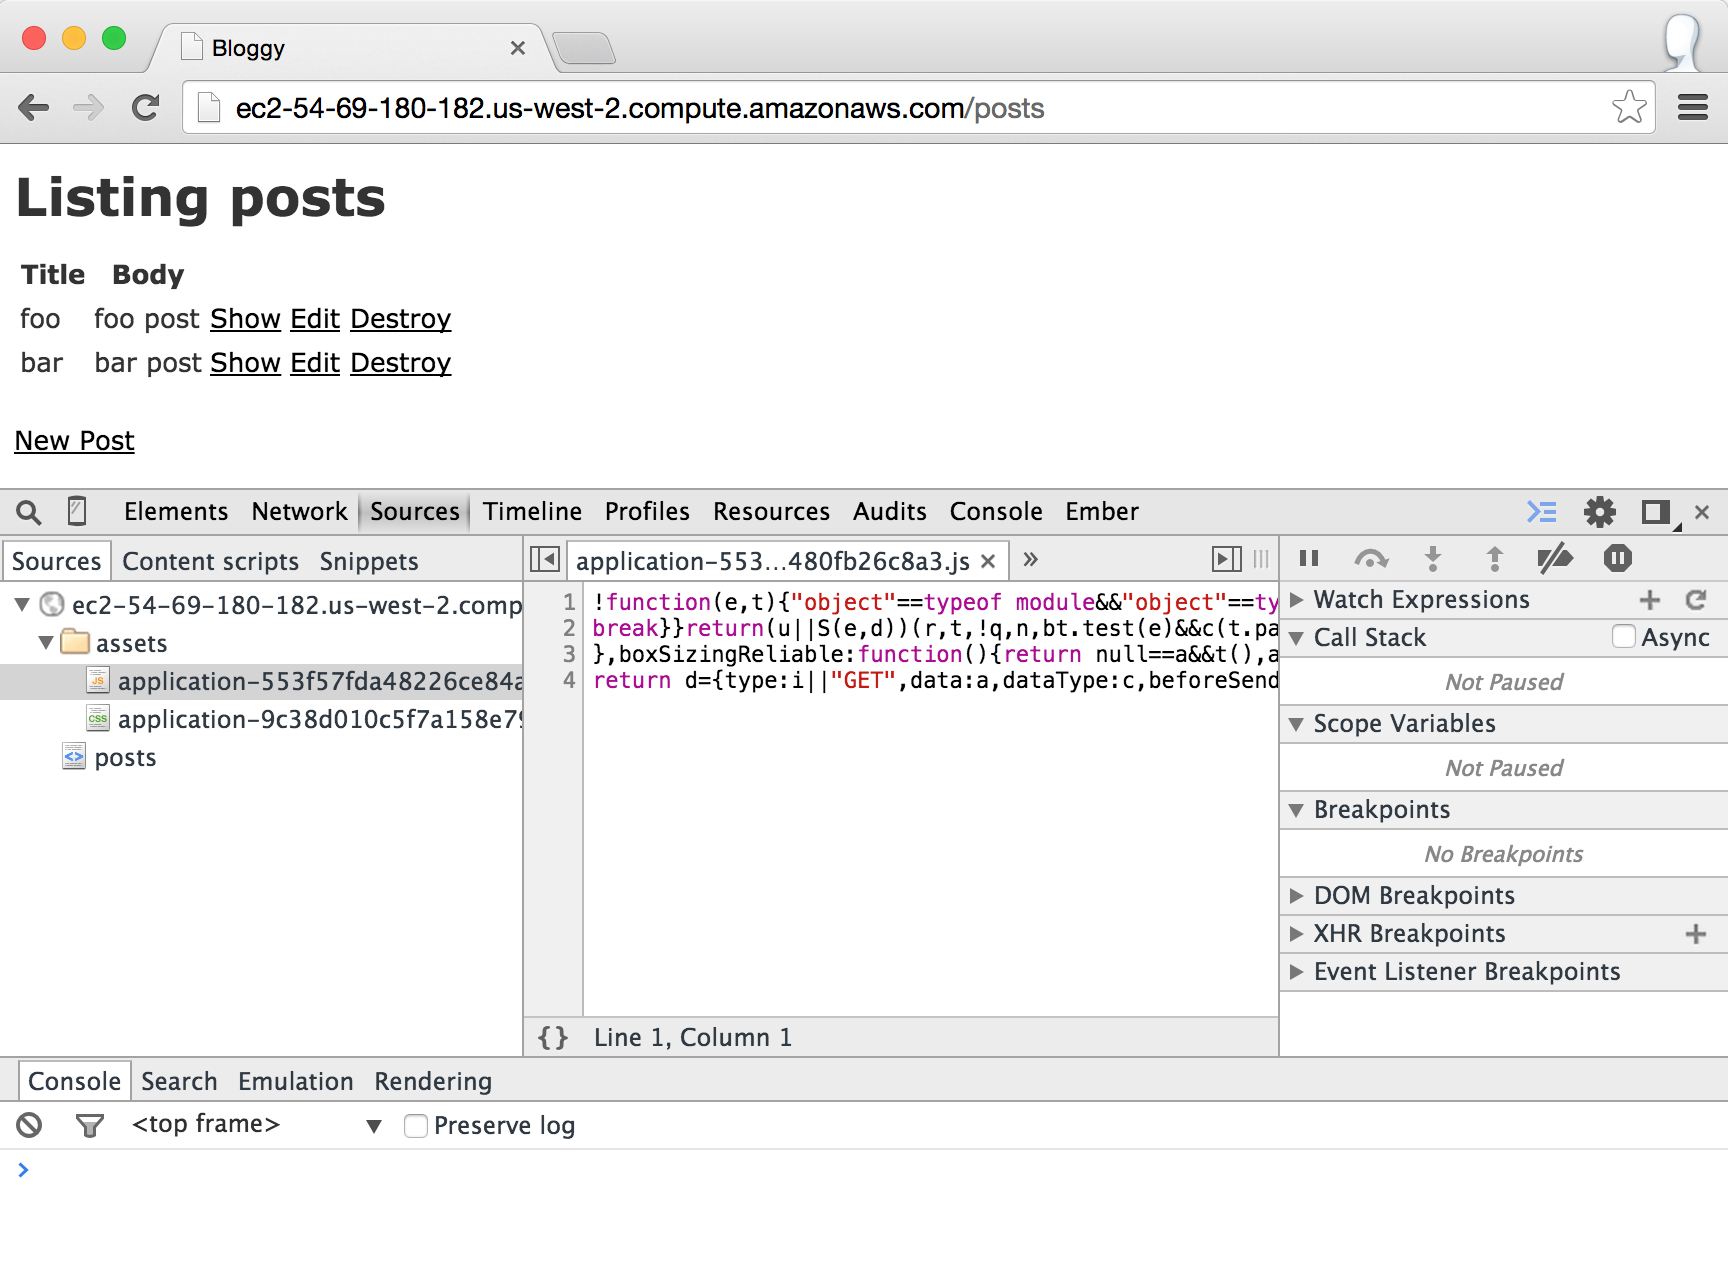 Bloggy
ec2-54-69-180-182.us-west-2.compute.amazonaws.com/posts
Listing posts
Title Body
foo foo post Show Edit Destroy
bar bar post Show Edit Destroy
New Post
Elements Network Sources Timeline Profiles Resources Audits Console Ember
Sources Content scripts Snippets
ec2-54-69-180-182.us-west-2.comp
assets
application-553f57fda48226ce84a
application-9c38d010c5f7a158e79
posts
application-553...480fb26c8a3.js
1 !function(e,t){"object"==typeof module&&"object"==ty
2 break}}return(u||S(e,d))(r,t,!q,n,bt.test(e)&&c(t.pa
3 },boxSizingReliable:function(){return null==a&&t(),a
4 return d={type:i||"GET",data:a,dataType:c,beforeSend
{} Line 1, Column 1
Watch Expressions
Call Stack Async
Not Paused
Scope Variables
Not Paused
Breakpoints
No Breakpoints
DOM Breakpoints
XHR Breakpoints
Event Listener Breakpoints
Console Search Emulation Rendering
<top frame> Preserve log